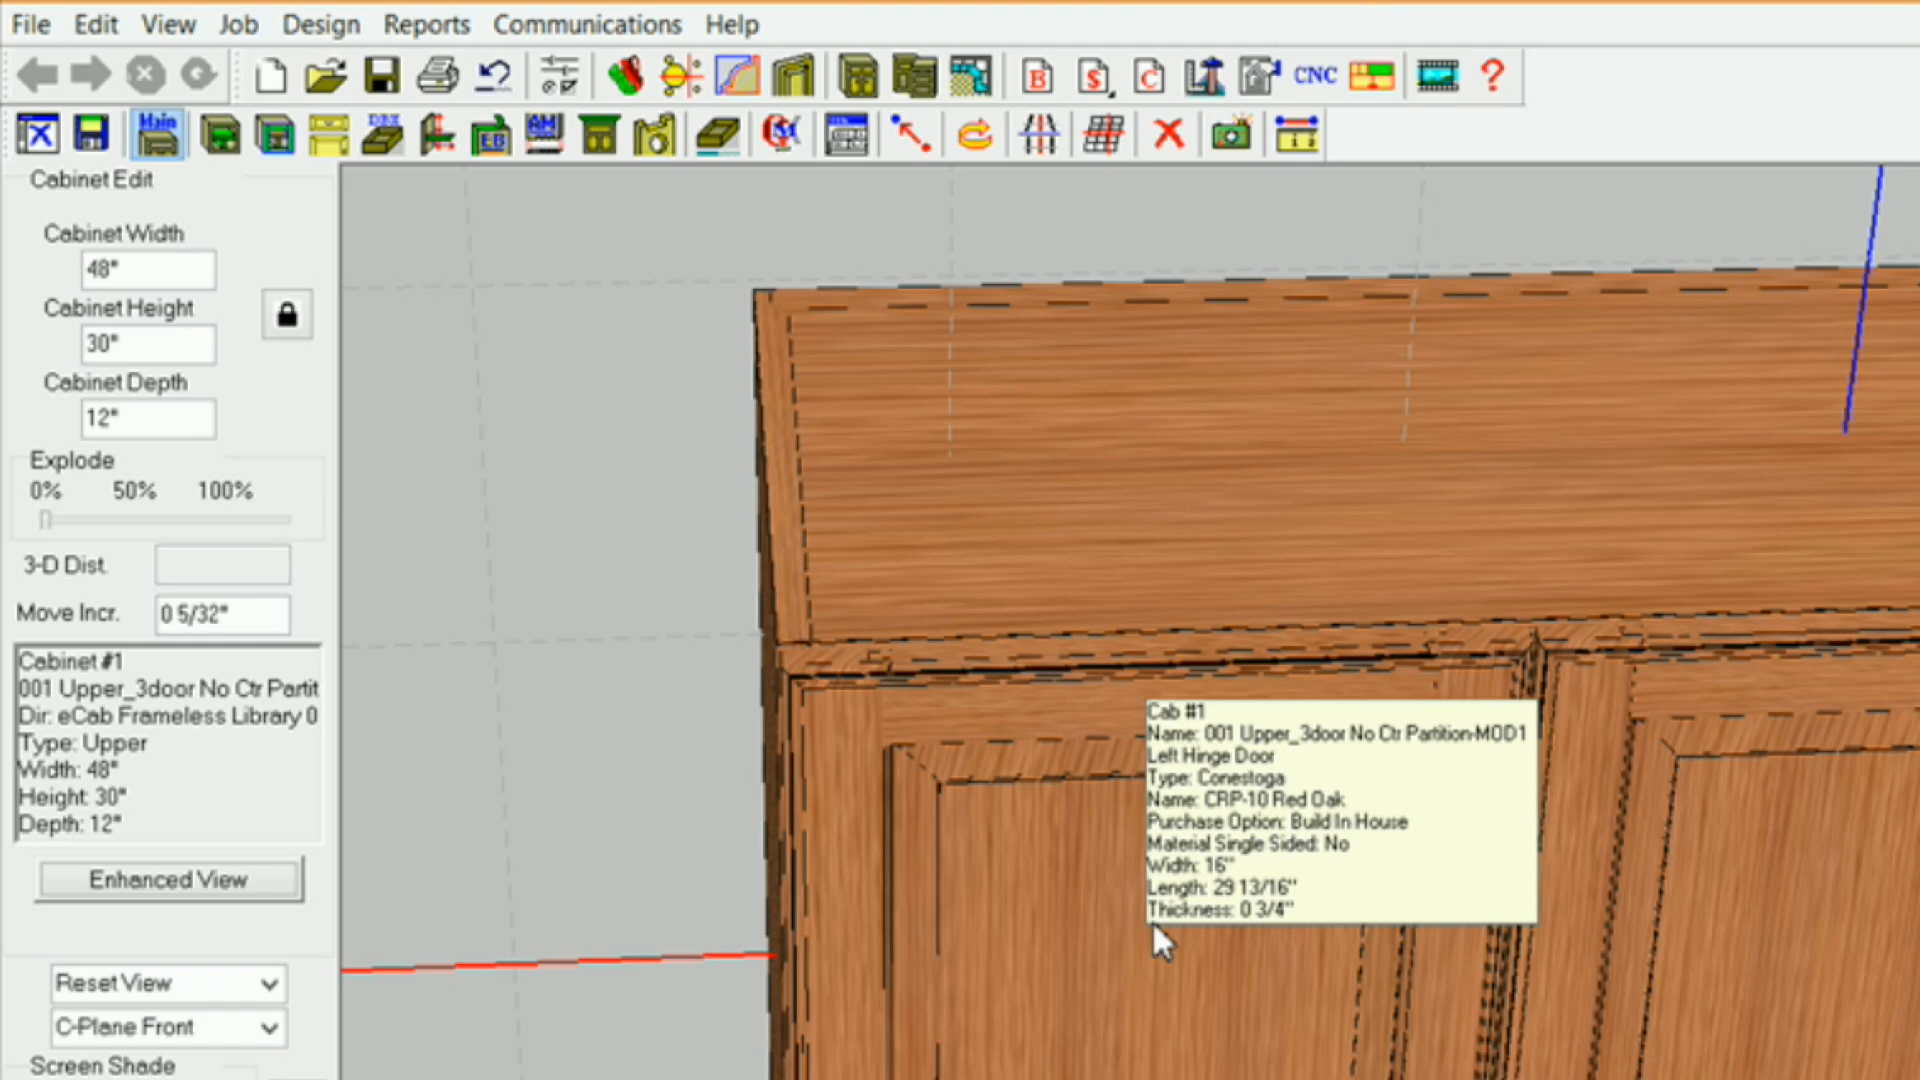 File Edit View Job Design Reports Communications Help
B $ C CNC ?
Main DBX EB AM
Cabinet Edit
Cabinet Width
48"
Cabinet Height
30"
Cabinet Depth
12"
Explode
0% 50% 100%
3-D Dist.
Move Incr. 0 5/32"
Cabinet #1
001 Upper_3door No Ctr Partit
Dir: eCab Frameless Library 0
Type: Upper
Width: 48"
Height: 30"
Depth: 12"
Enhanced View
Reset View
C-Plane Front
Screen Shade
Cab #1
Name: 001 Upper_3door No Ctr Partition-MOD1
Left Hinge Door
Type: Conestoga
Name: CRP-10 Red Oak
Purchase Option: Build In House
Material Single Sided: No
Width: 16"
Length: 29 13/16"
Thickness: 0 3/4"